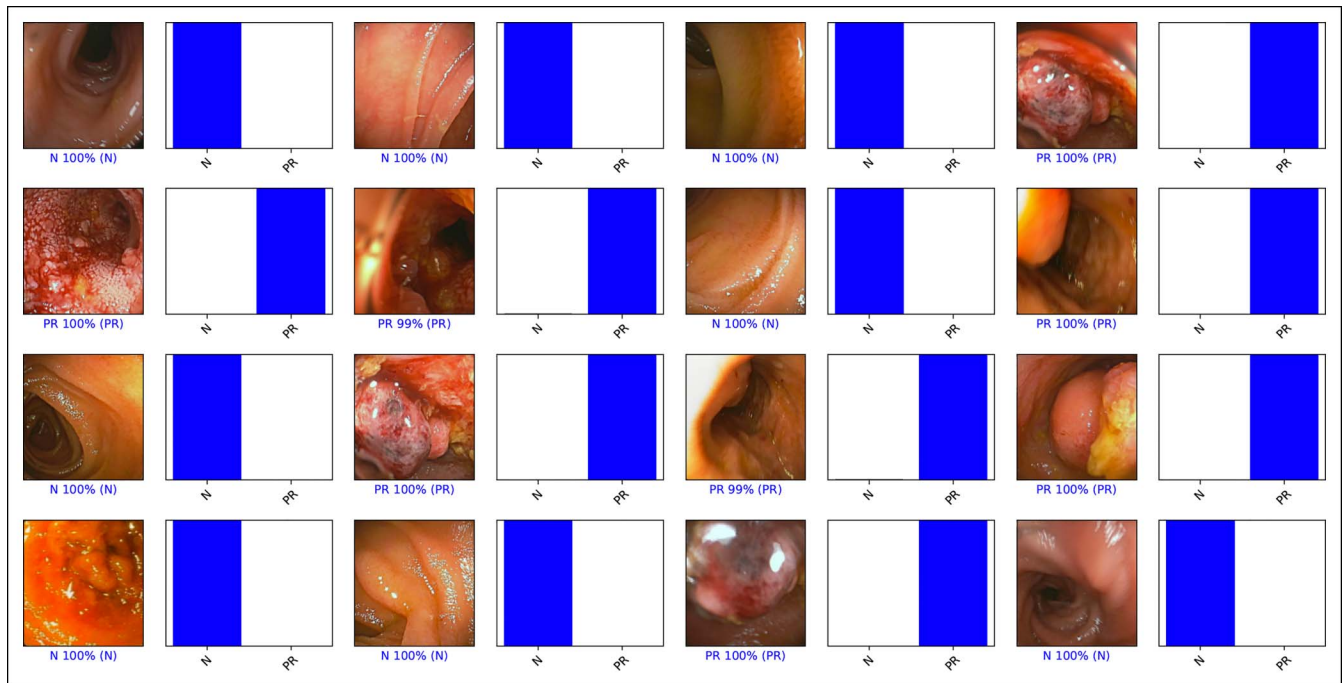 N PR N PR N PR N PR
N 100% (N) N 100% (N) N 100% (N) PR 100% (PR)
N PR N PR N PR N PR
PR 100% (PR) PR 99% (PR) N 100% (N) PR 100% (PR)
N PR N PR N PR N PR
N 100% (N) PR 100% (PR) PR 99% (PR) PR 100% (PR)
N PR N PR N PR N PR
N 100% (N) N 100% (N) PR 100% (PR) N 100% (N)